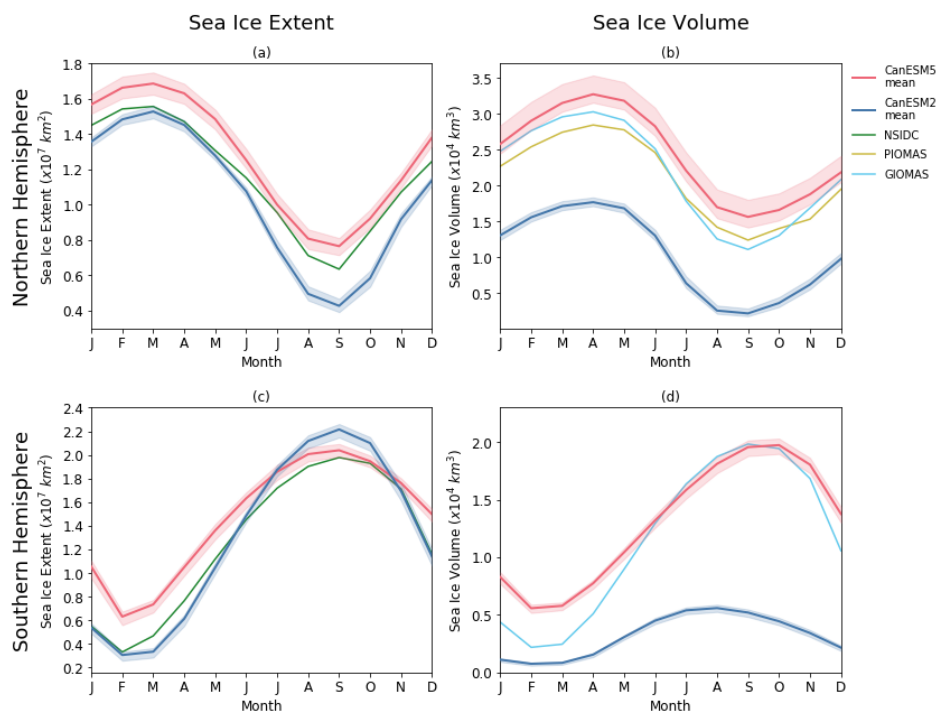 Sea Ice Extent
Sea Ice Volume
Northern Hemisphere
(a)
Sea Ice Extent (x10⁷ km²)
1.8
1.6
1.4
1.2
1.0
0.8
0.6
0.4
J F M A M J J A S O N D
Month
(b)
Sea Ice Volume (x10⁴ km³)
3.5
3.0
2.5
2.0
1.5
1.0
0.5
J F M A M J J A S O N D
Month
CanESM5
mean
CanESM2
mean
NSIDC
PIOMAS
GIOMAS
Southern Hemisphere
(c)
Sea Ice Extent (x10⁷ km²)
2.4
2.2
2.0
1.8
1.6
1.4
1.2
1.0
0.8
0.6
0.4
0.2
J F M A M J J A S O N D
Month
(d)
Sea Ice Volume (x10⁴ km³)
2.0
1.5
1.0
0.5
0.0
J F M A M J J A S O N D
Month